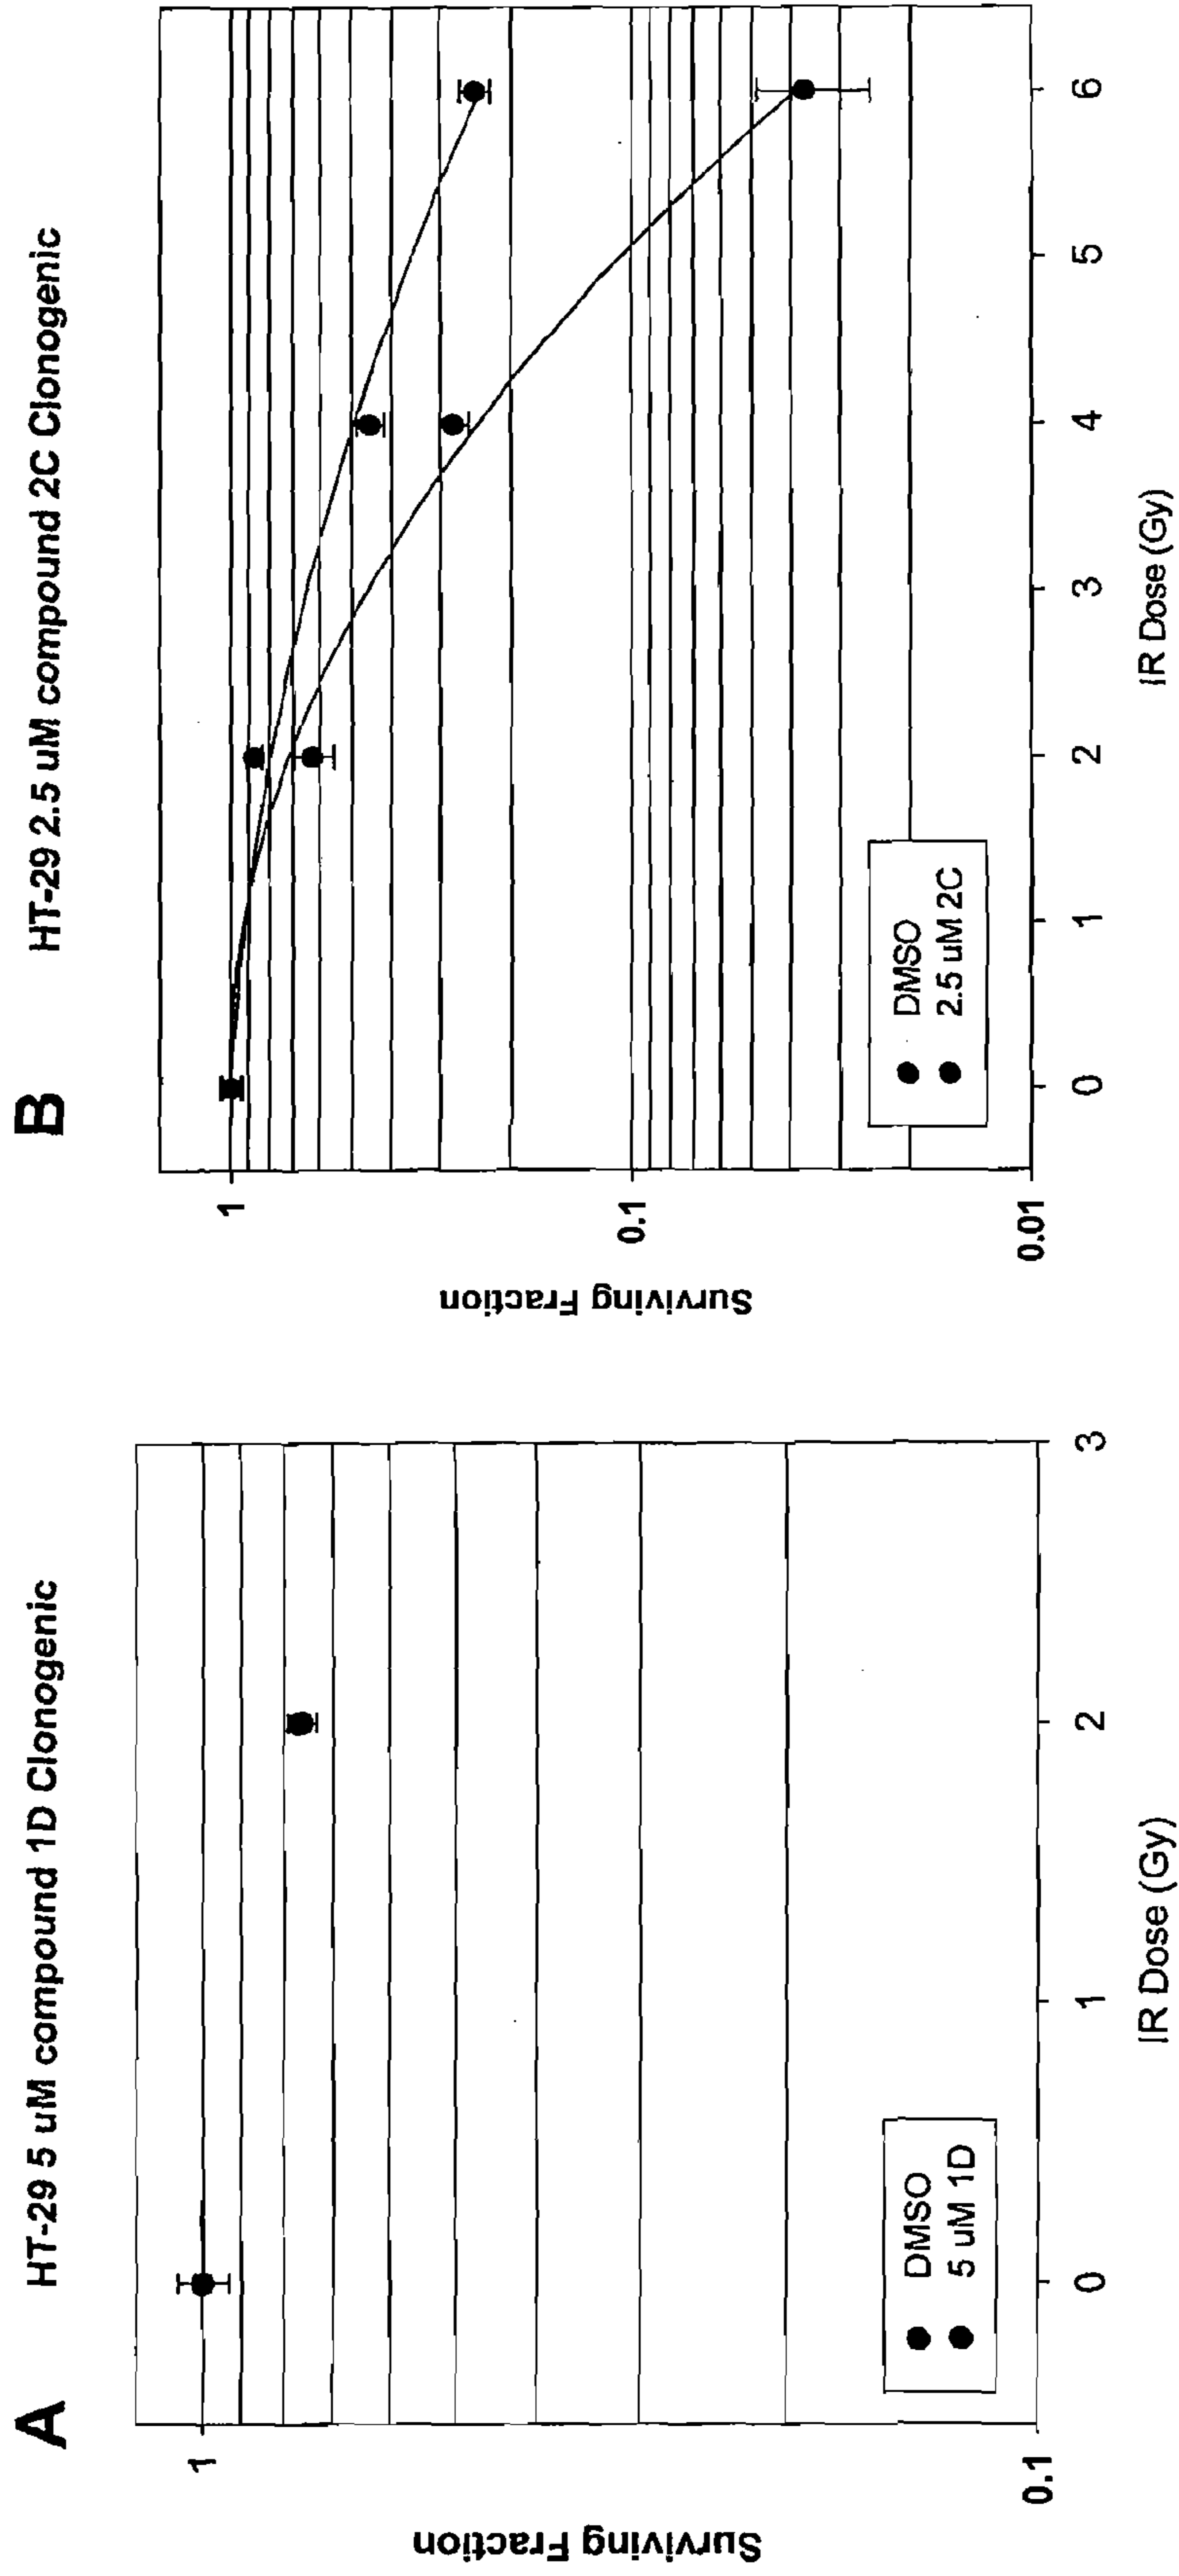 A
HT-29 5 uM compound 1D Clonogenic
Surviving Fraction
1
0.1
DMSO
5 uM 1D
0 1 2 3
IR Dose (Gy)
B
HT-29 2.5 uM compound 2C Clonogenic
Surviving Fraction
1
0.1
0.01
DMSO
2.5 uM 2C
0 1 2 3 4 5 6
IR Dose (Gy)